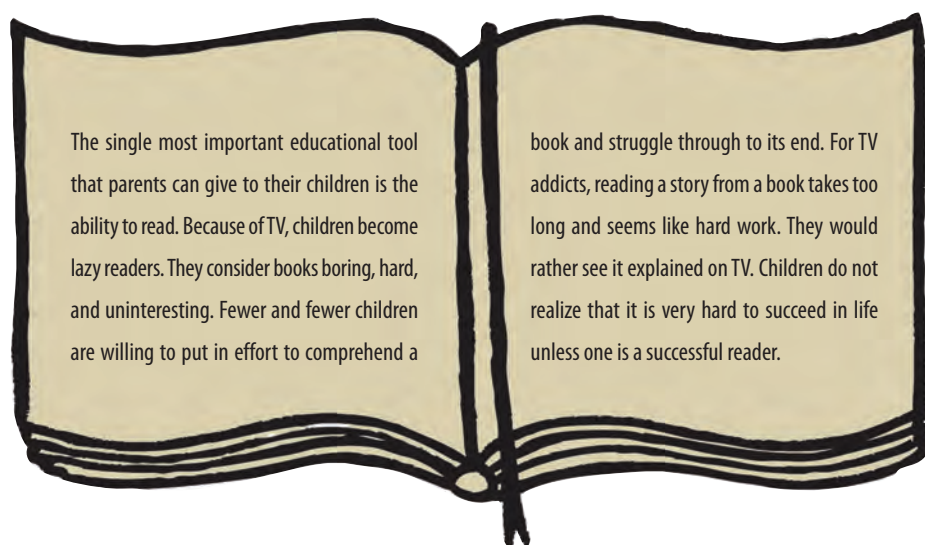 The single most important educational tool
that parents can give to their children is the
ability to read. Because of TV, children become
lazy readers. They consider books boring, hard,
and uninteresting. Fewer and fewer children
are willing to put in effort to comprehend a
book and struggle through to its end. For TV
addicts, reading a story from a book takes too
long and seems like hard work. They would
rather see it explained on TV. Children do not
realize that it is very hard to succeed in life
unless one is a successful reader.